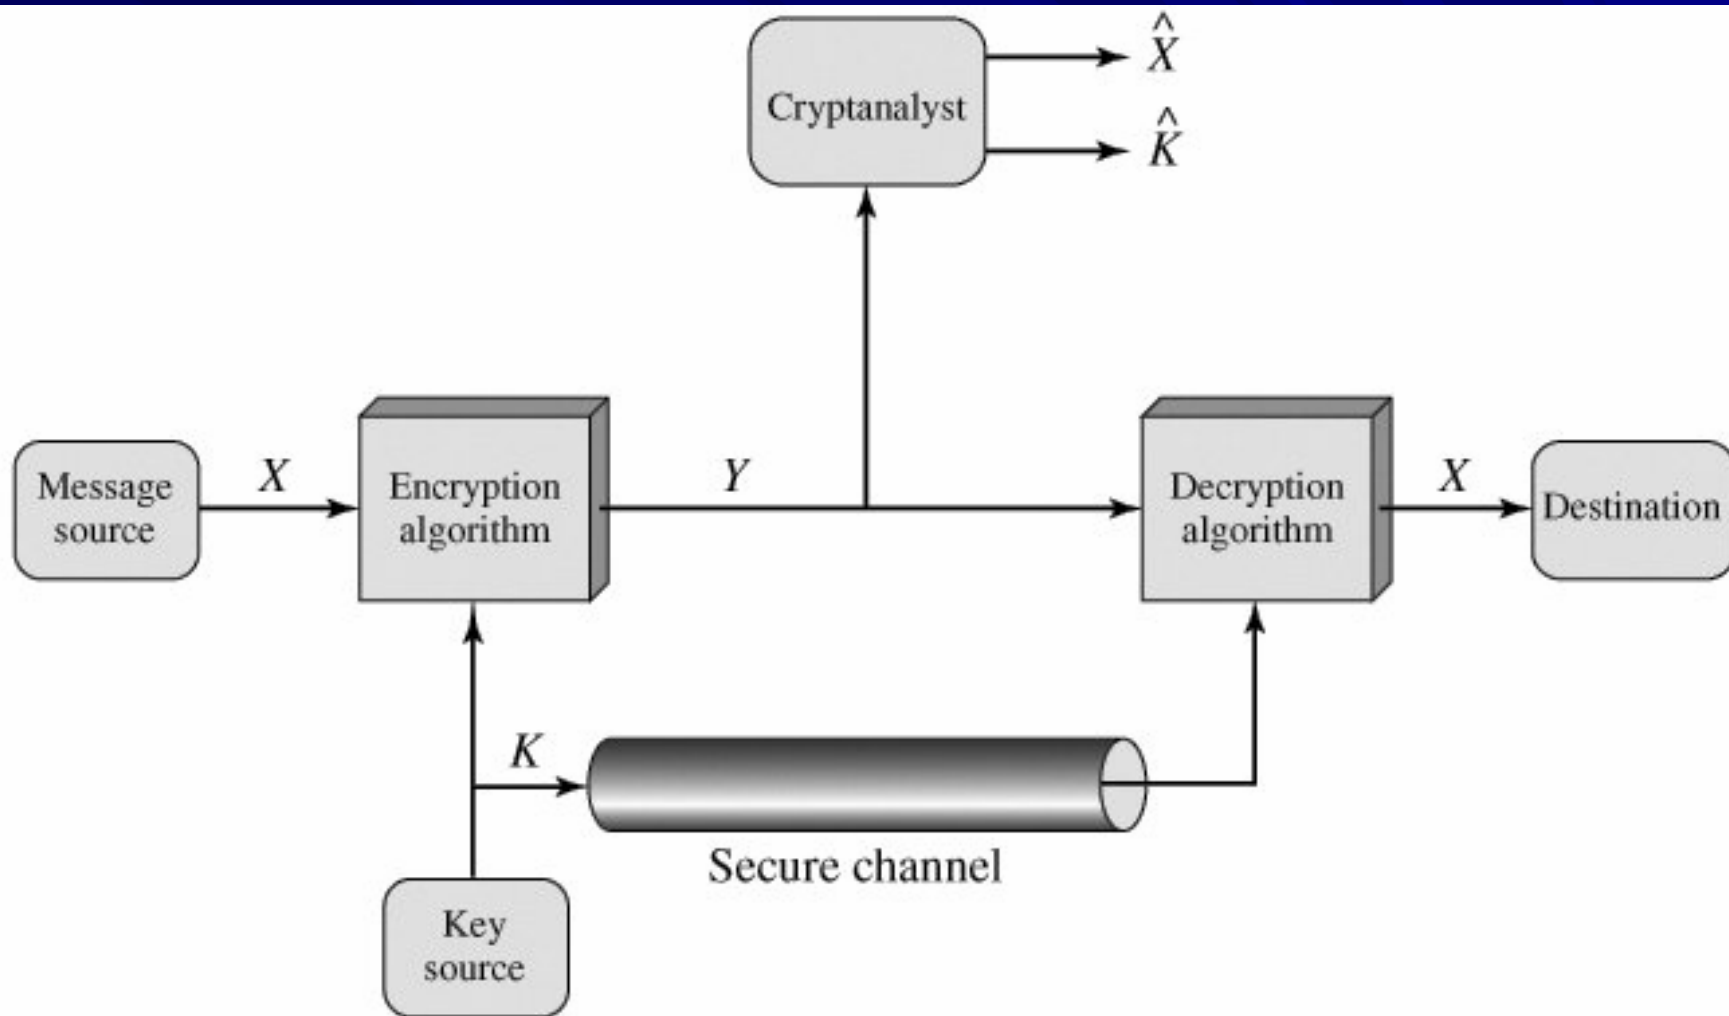 X̂
Cryptanalyst
K̂
Message
source
X
Encryption
algorithm
Y
Decryption
algorithm
X
Destination
K
Secure channel
Key
source